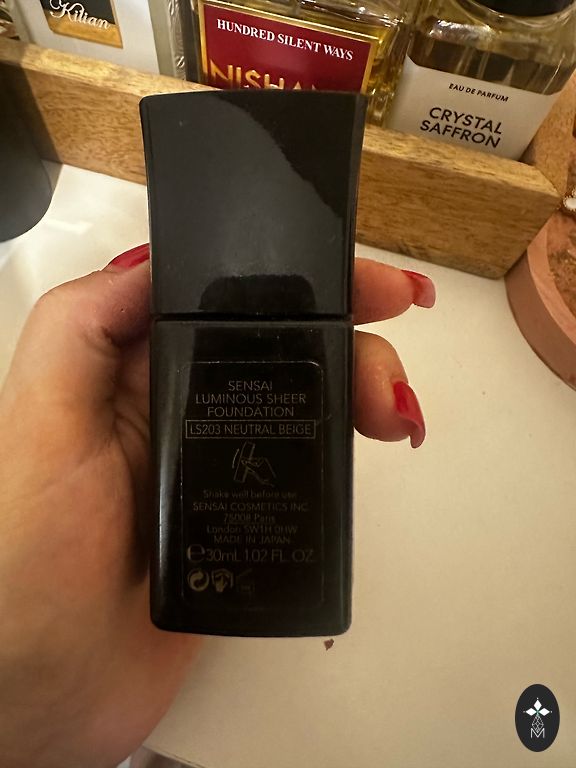 Kilian
HUNDRED SILENT WAYS
NISHAN
EAU DE PARFUM
CRYSTAL
SAFFRON
SENSAI
LUMINOUS SHEER
FOUNDATION
LS203 NEUTRAL BEIGE
Shake well before use
SENSAI COSMETICS INC.
75008 Paris
London SW1H 0HW
MADE IN JAPAN
℮30mL 1.02 FL. OZ.
M